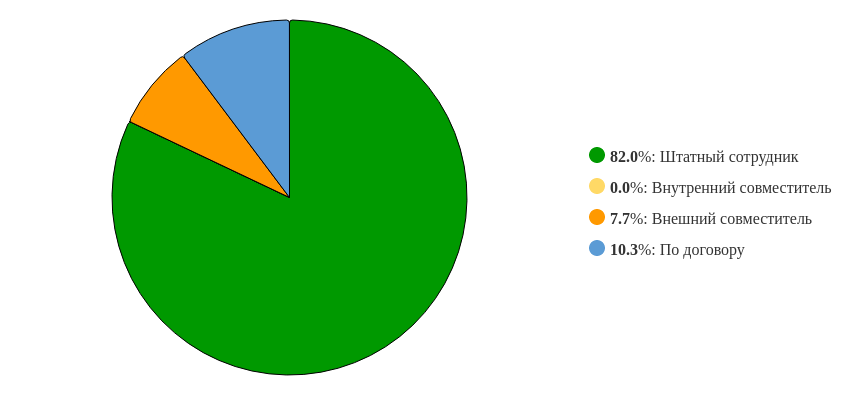 82.0%: Штатный сотрудник
0.0%: Внутренний совместитель
7.7%: Внешний совместитель
10.3%: По договору